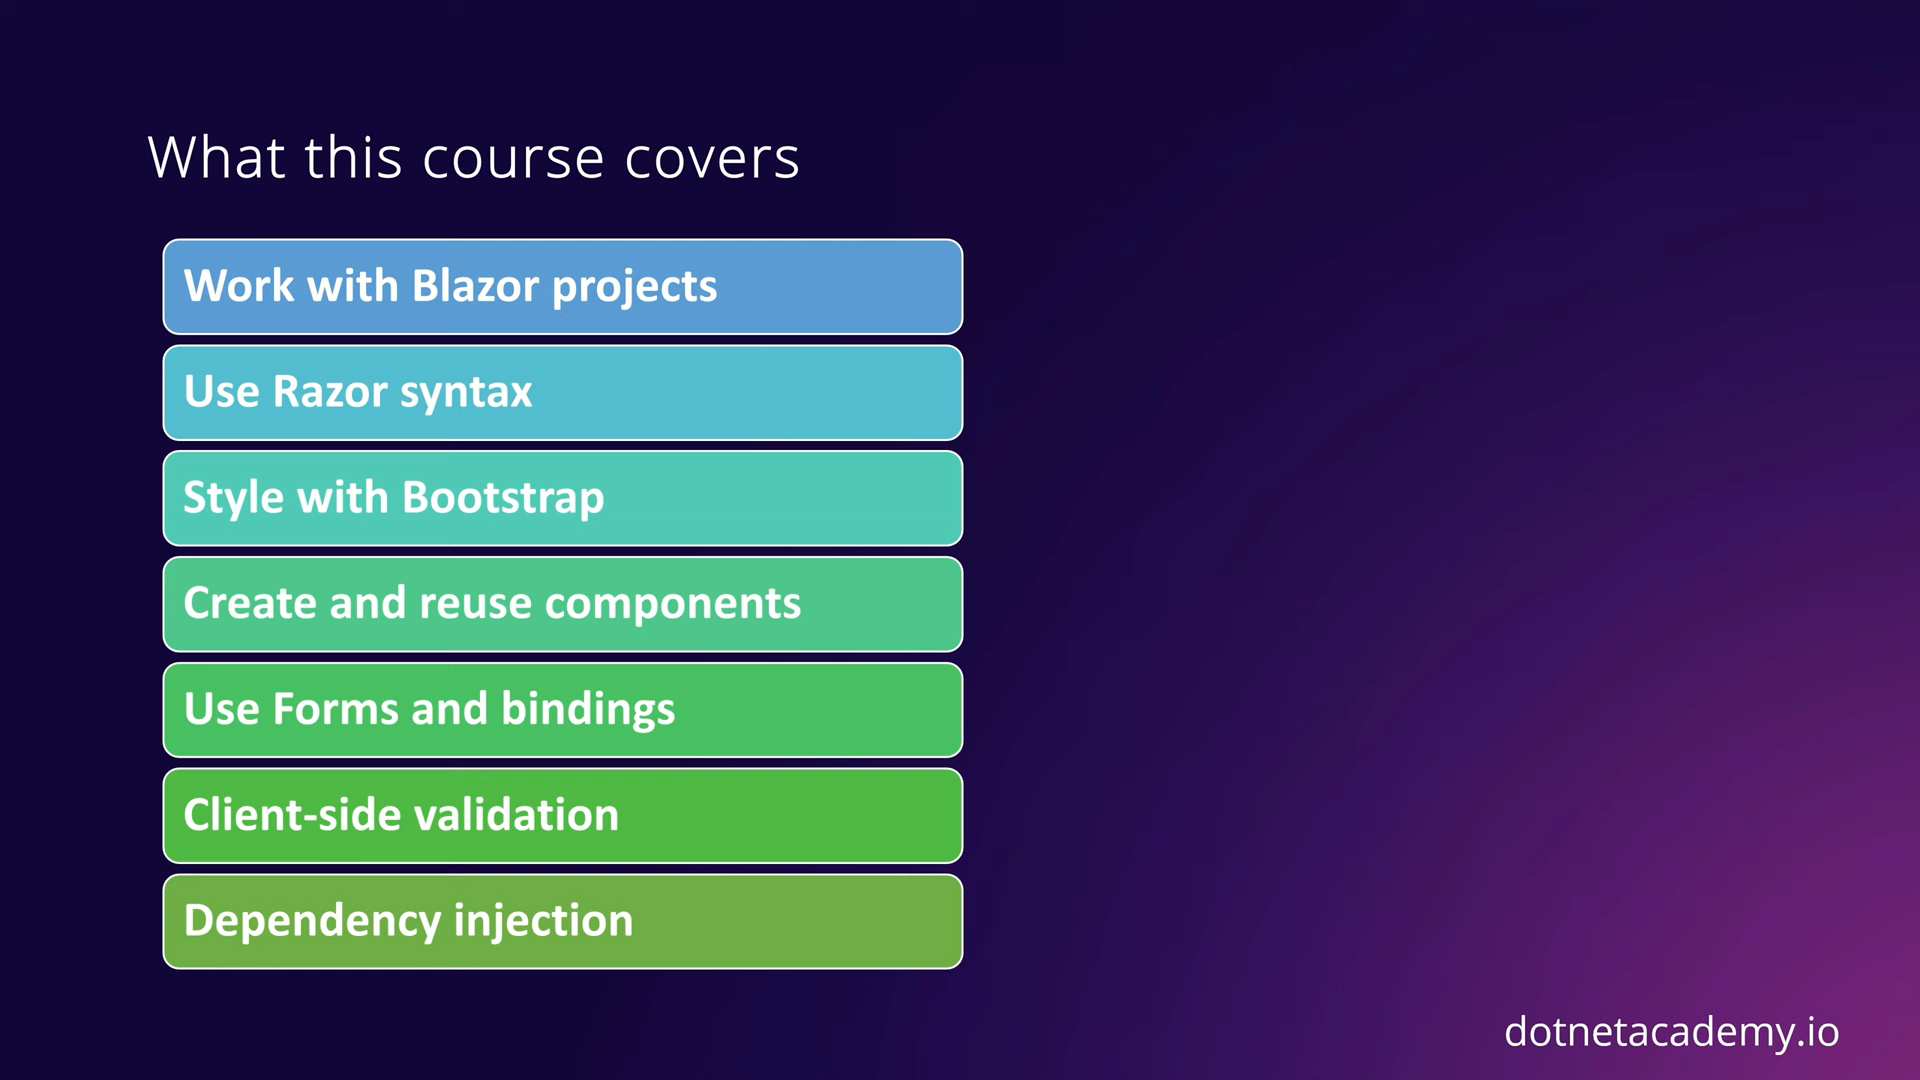 What this course covers
Work with Blazor projects
Use Razor syntax
Style with Bootstrap
Create and reuse components
Use Forms and bindings
Client-side validation
Dependency injection
dotnetacademy.io